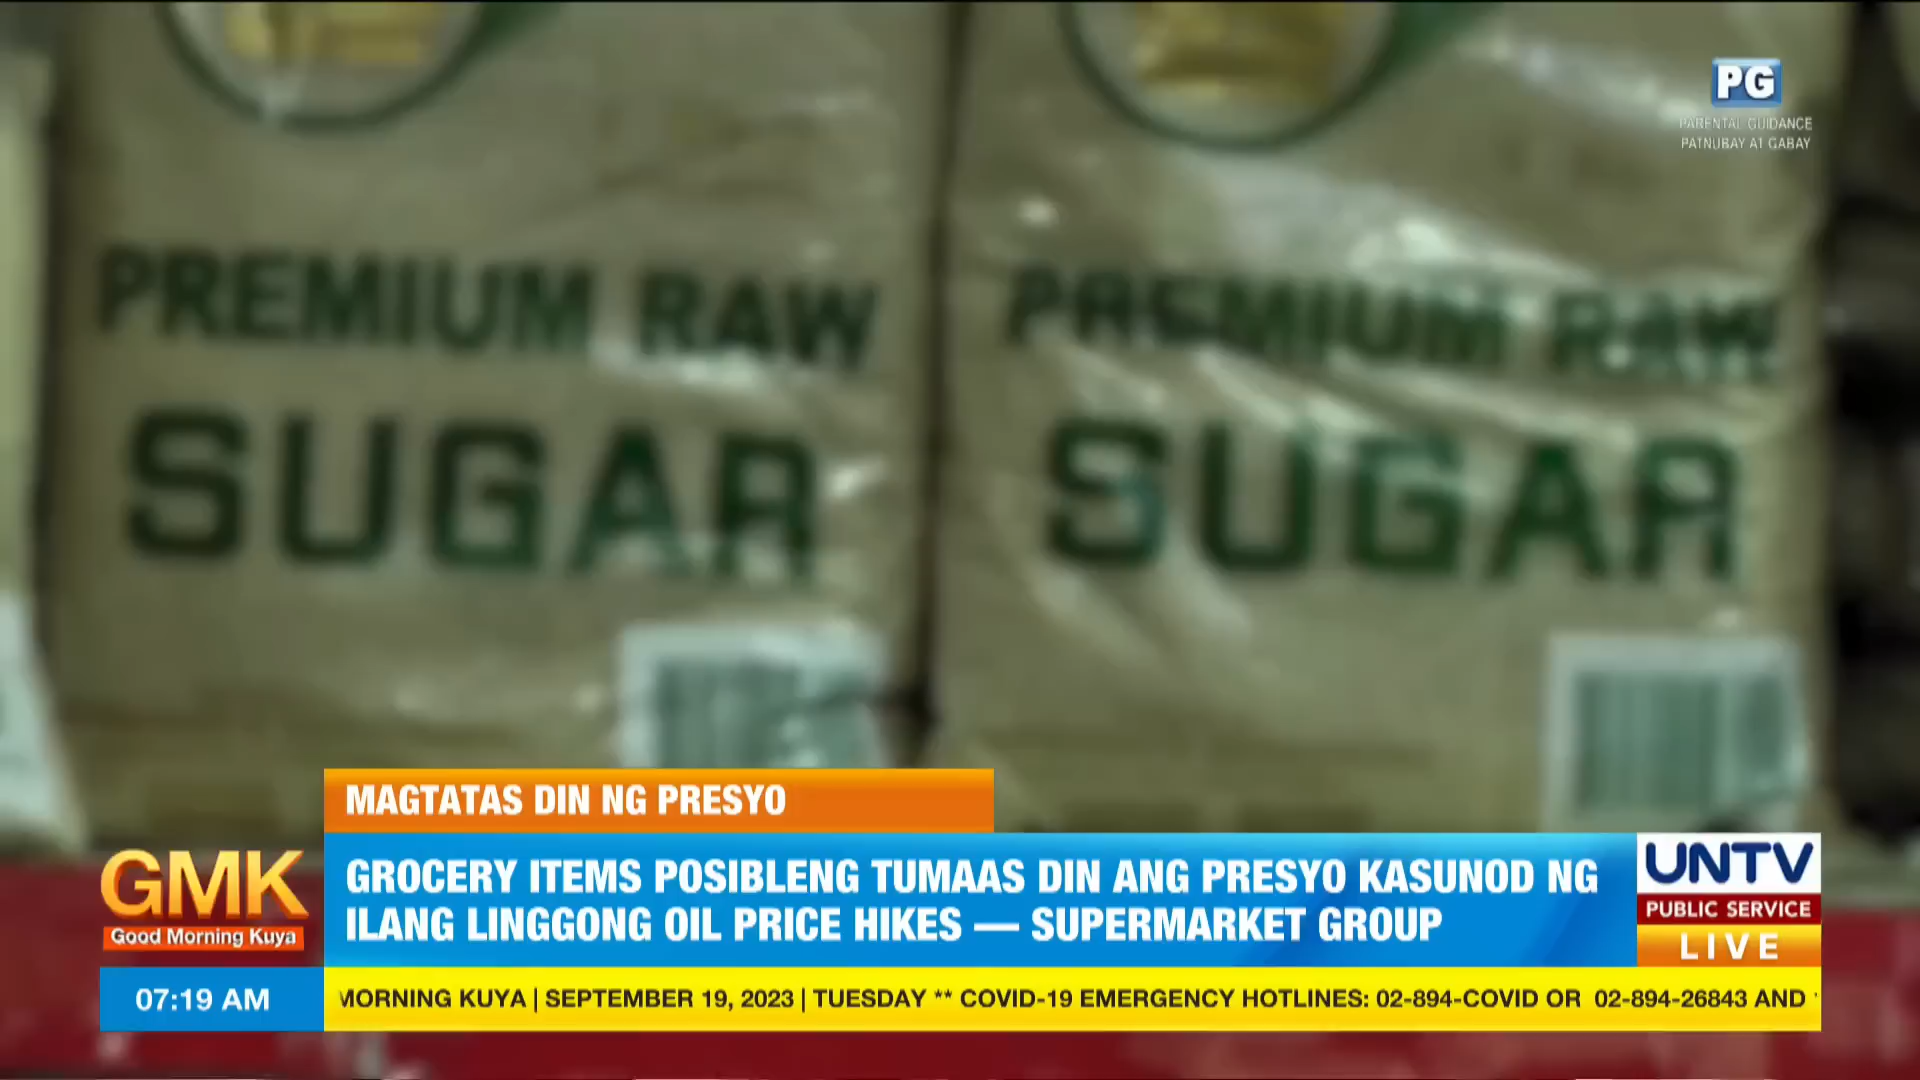 PG
PARENTAL GUIDANCE
PATNUBAY AT GABAY
PREMIUM RAW
SUGAR
PREMIUM RAW
SUGAR
MAGTATAS DIN NG PRESYO
GROCERY ITEMS POSIBLENG TUMAAS DIN ANG PRESYO KASUNOD NG
ILANG LINGGONG OIL PRICE HIKES — SUPERMARKET GROUP
GMK
Good Morning Kuya
UNTV
PUBLIC SERVICE
LIVE
07:19 AM
MORNING KUYA | SEPTEMBER 19, 2023 | TUESDAY ** COVID-19 EMERGENCY HOTLINES: 02-894-COVID OR 02-894-26843 AND